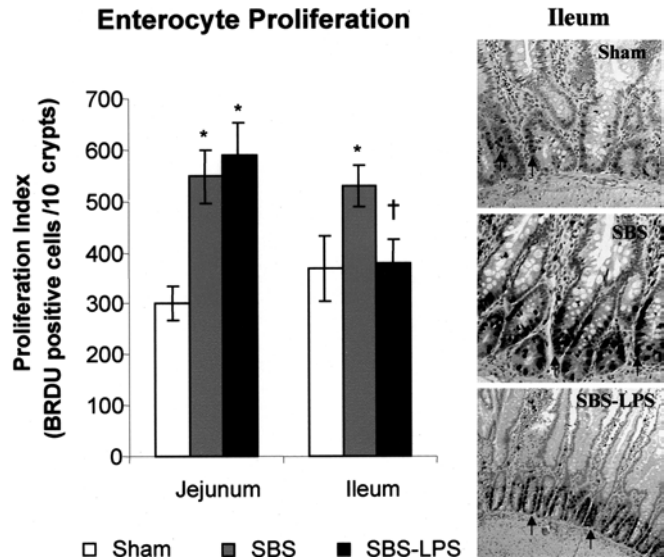 Enterocyte Proliferation
Proliferation Index
(BRDU positive cells /10 crypts)
700
600
500
400
300
200
100
0
*
*
*
†
Jejunum
Ileum
Sham
SBS
SBS-LPS
Ileum
Sham
SBS
SBS-LPS